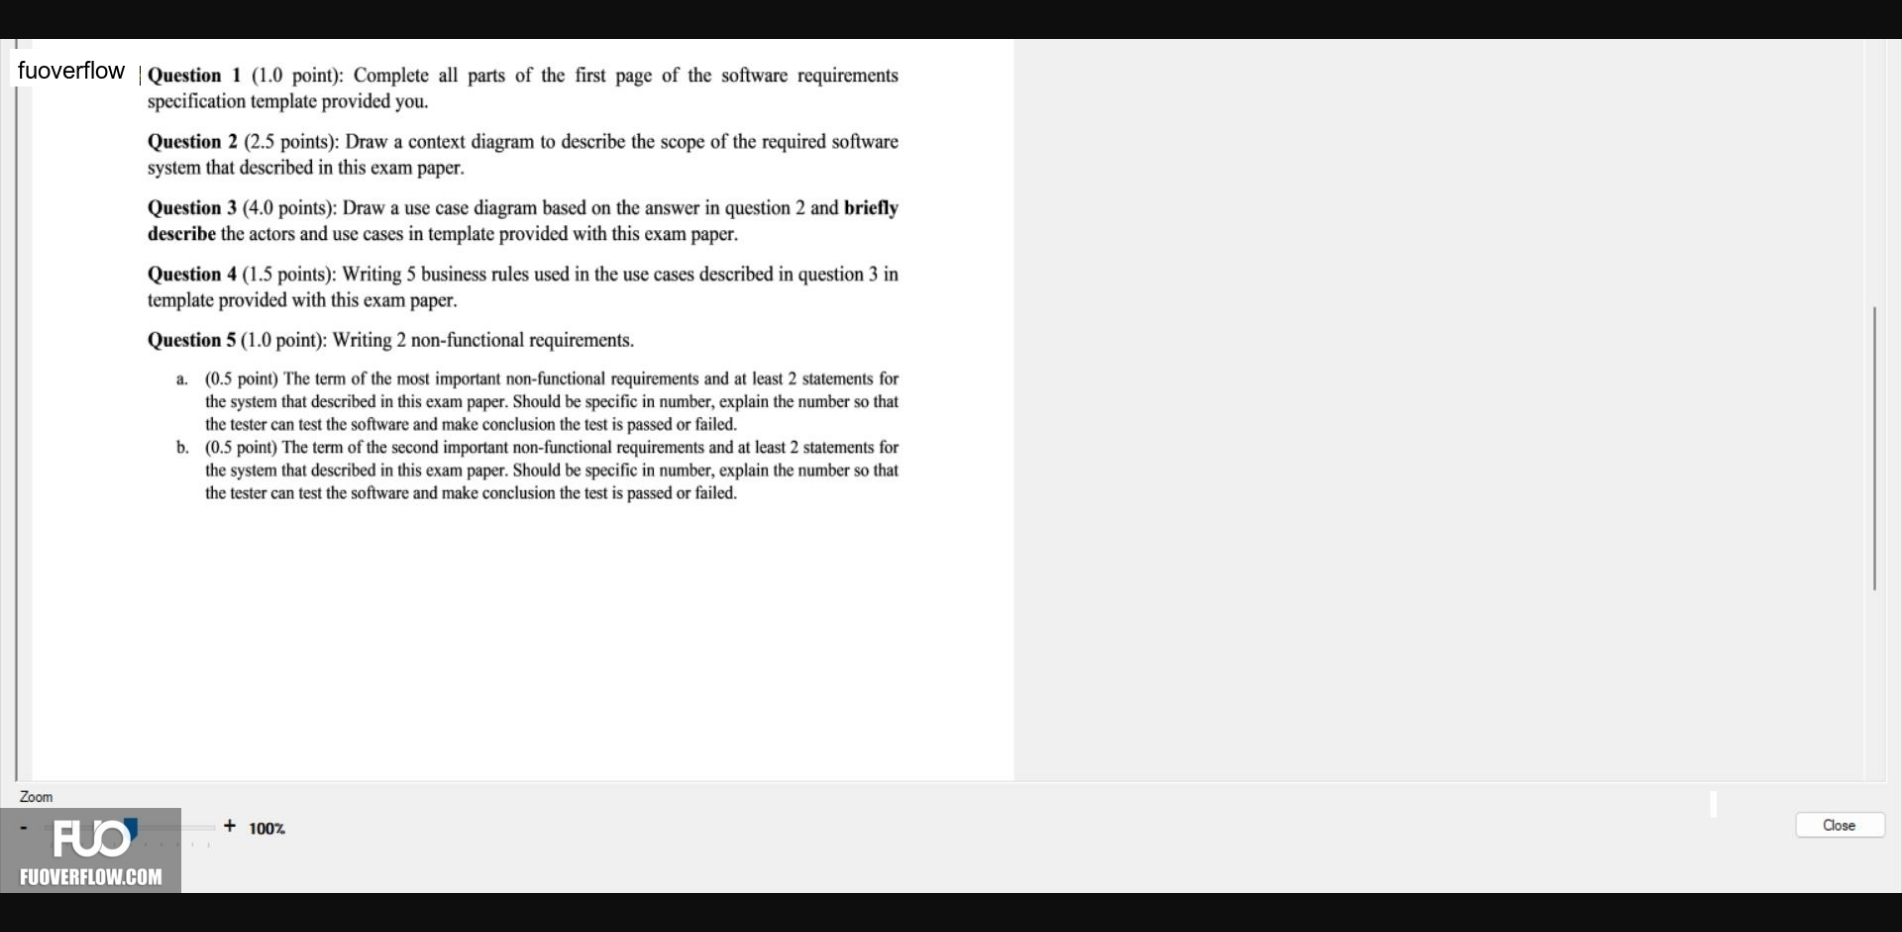 fuoverflow
Question 1 (1.0 point): Complete all parts of the first page of the software requirements
specification template provided you.
Question 2 (2.5 points): Draw a context diagram to describe the scope of the required software
system that described in this exam paper.
Question 3 (4.0 points): Draw a use case diagram based on the answer in question 2 and briefly
describe the actors and use cases in template provided with this exam paper.
Question 4 (1.5 points): Writing 5 business rules used in the use cases described in question 3 in
template provided with this exam paper.
Question 5 (1.0 point): Writing 2 non-functional requirements.
a. (0.5 point) The term of the most important non-functional requirements and at least 2 statements for
the system that described in this exam paper. Should be specific in number, explain the number so that
the tester can test the software and make conclusion the test is passed or failed.
b. (0.5 point) The term of the second important non-functional requirements and at least 2 statements for
the system that described in this exam paper. Should be specific in number, explain the number so that
the tester can test the software and make conclusion the test is passed or failed.
Zoom
- + 100%
Close
FUO
FUOVERFLOW.COM